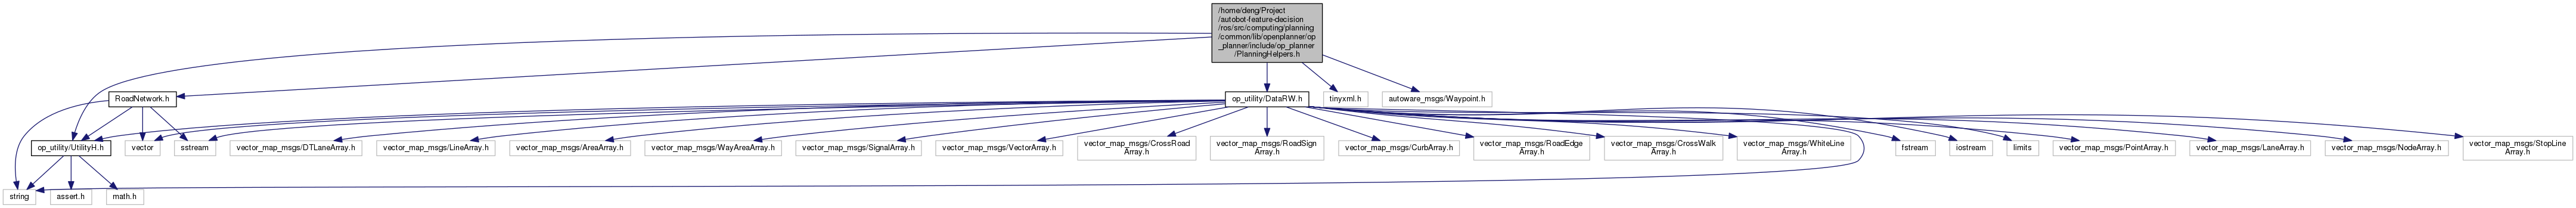 /home/deng/Project
/autobot-feature-decision
/ros/src/computing/planning
/common/lib/openplanner/op
_planner/include/op_planner
/PlanningHelpers.h
RoadNetwork.h
op_utility/DataRW.h
tinyxml.h
autoware_msgs/Waypoint.h
op_utility/UtilityH.h
vector
sstream
vector_map_msgs/DTLaneArray.h
vector_map_msgs/LineArray.h
vector_map_msgs/AreaArray.h
vector_map_msgs/WayAreaArray.h
vector_map_msgs/SignalArray.h
vector_map_msgs/VectorArray.h
vector_map_msgs/CrossRoad
Array.h
vector_map_msgs/RoadSign
Array.h
vector_map_msgs/CurbArray.h
vector_map_msgs/RoadEdge
Array.h
vector_map_msgs/CrossWalk
Array.h
vector_map_msgs/WhiteLine
Array.h
fstream
iostream
limits
vector_map_msgs/PointArray.h
vector_map_msgs/LaneArray.h
vector_map_msgs/NodeArray.h
vector_map_msgs/StopLine
Array.h
string
assert.h
math.h